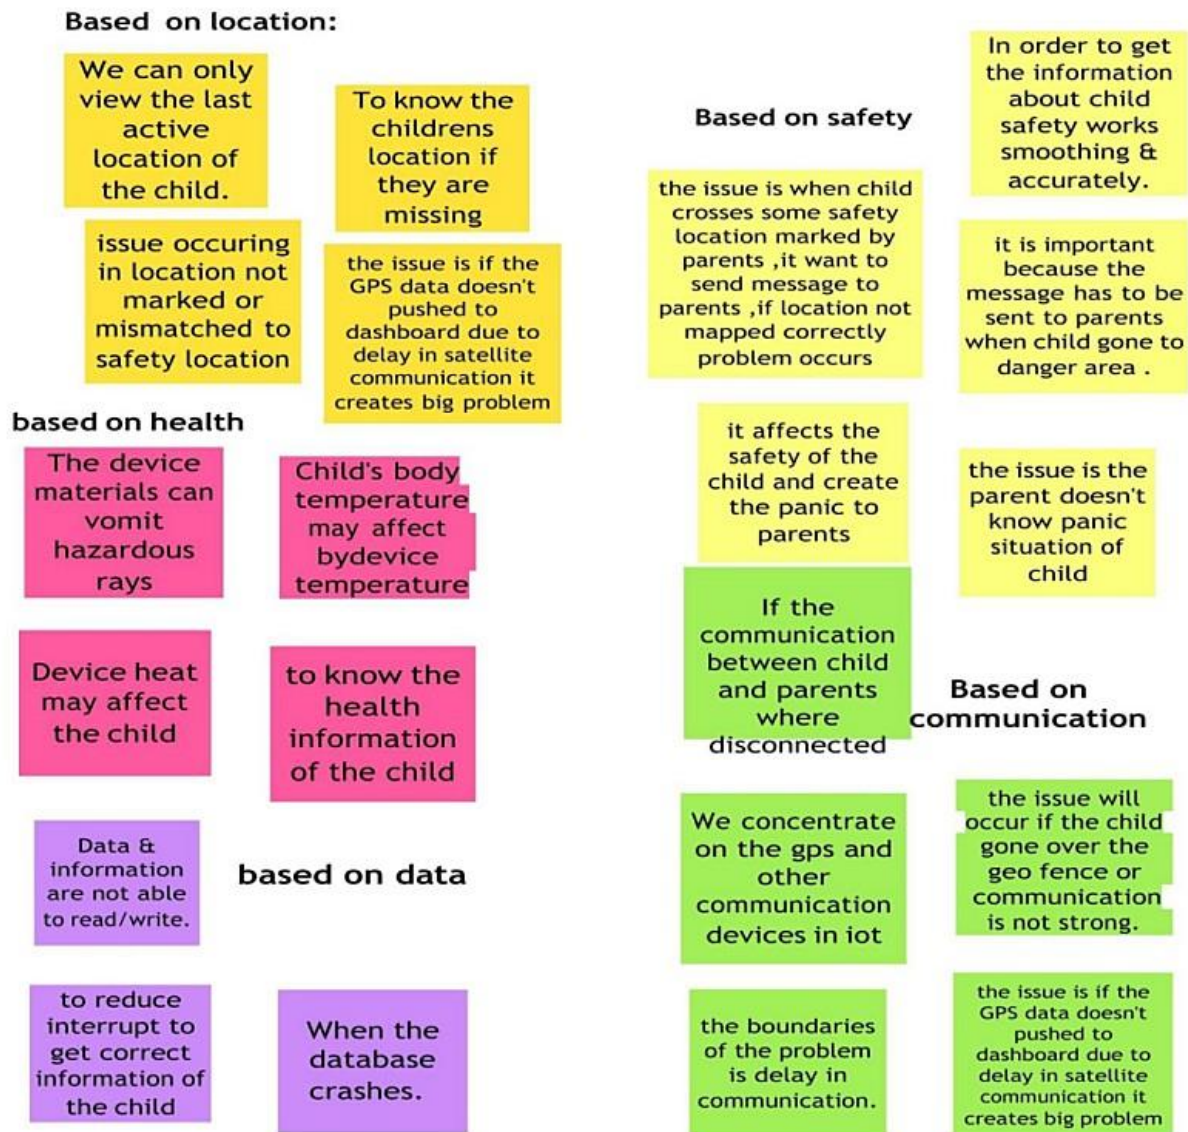 Based on location:
We can only
view the last
active
location of
the child.
To know the
childrens
location if
they are
missing
issue occuring
in location not
marked or
mismatched to
safety location
the issue is if the
GPS data doesn't
pushed to
dashboard due to
delay in satellite
communication it
creates big problem
based on health
The device
materials can
vomit
hazardous
rays
Child's body
temperature
may affect
bydevice
temperature
Device heat
may affect
the child
to know the
health
information
of the child
Data &
information
are not able
to read/write.
based on data
to reduce
interrupt to
get correct
information of
the child
When the
database
crashes.
Based on safety
In order to get
the information
about child
safety works
smoothing &
accurately.
the issue is when child
crosses some safety
location marked by
parents ,it want to
send message to
parents ,if location not
mapped correctly
problem occurs
it is important
because the
message has to be
sent to parents
when child gone to
danger area .
it affects the
safety of the
child and create
the panic to
parents
the issue is the
parent doesn't
know panic
situation of
child
If the
communication
between child
and parents
where
disconnected
Based on
communication
We concentrate
on the gps and
other
communication
devices in iot
the issue will
occur if the child
gone over the
geo fence or
communication
is not strong.
the boundaries
of the problem
is delay in
communication.
the issue is if the
GPS data doesn't
pushed to
dashboard due to
delay in satellite
communication it
creates big problem